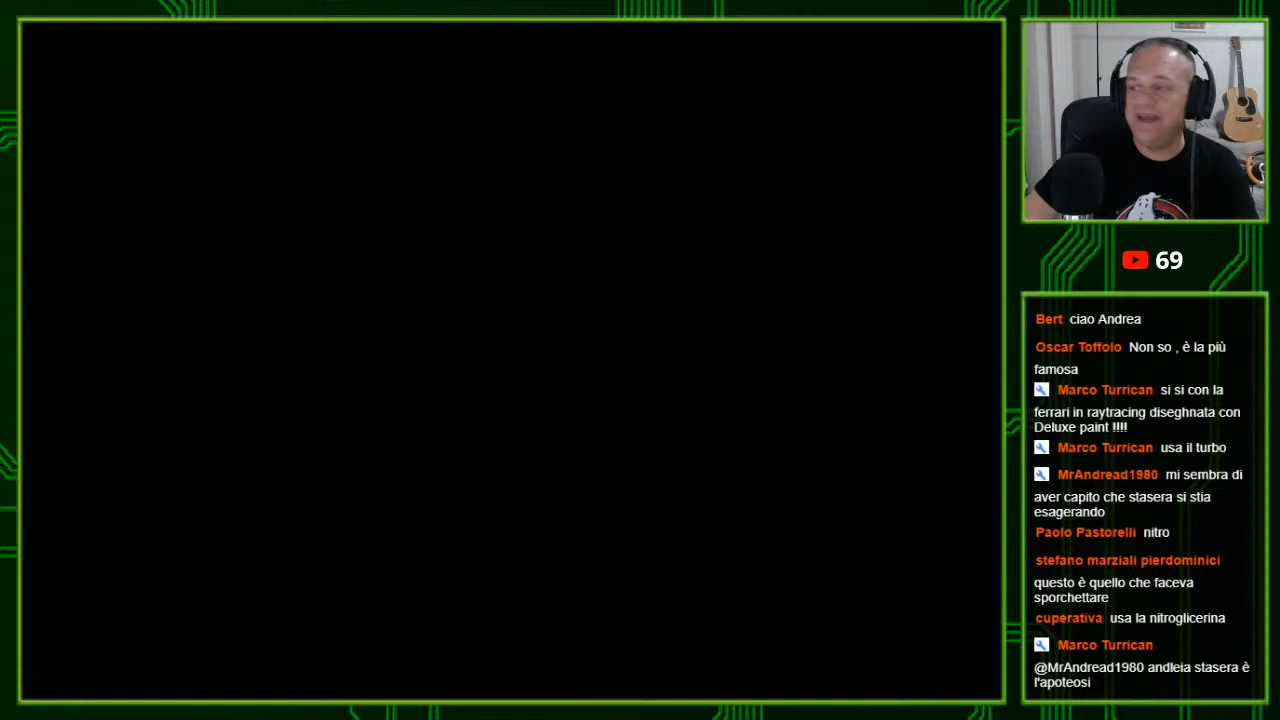 69
Bert ciao Andrea
Oscar Toffolo Non so , è la più
famosa
Marco Turrican si si con la
ferrari in raytracing diseghnata con
Deluxe paint !!!!
Marco Turrican usa il turbo
MrAndread1980 mi sembra di
aver capito che stasera si stia
esagerando
Paolo Pastorelli nitro
stefano marziali pierdominici
questo è quello che faceva
sporchettare
cuperativa usa la nitroglicerina
Marco Turrican
@MrAndread1980 andleia stasera è
l'apoteosi